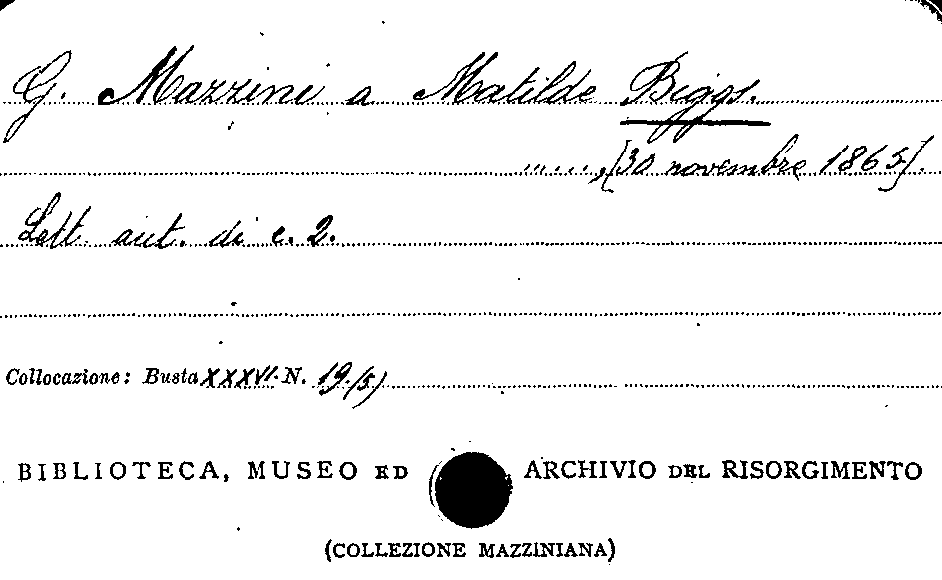 G. Mazzini a Matilde Biggs.
......, [30 novembre 1865].
Lett. aut. di c. 2.
Collocazione: Busta XXXVI. N. 19/(5)
BIBLIOTECA, MUSEO ED ARCHIVIO DEL RISORGIMENTO
(COLLEZIONE MAZZINIANA)